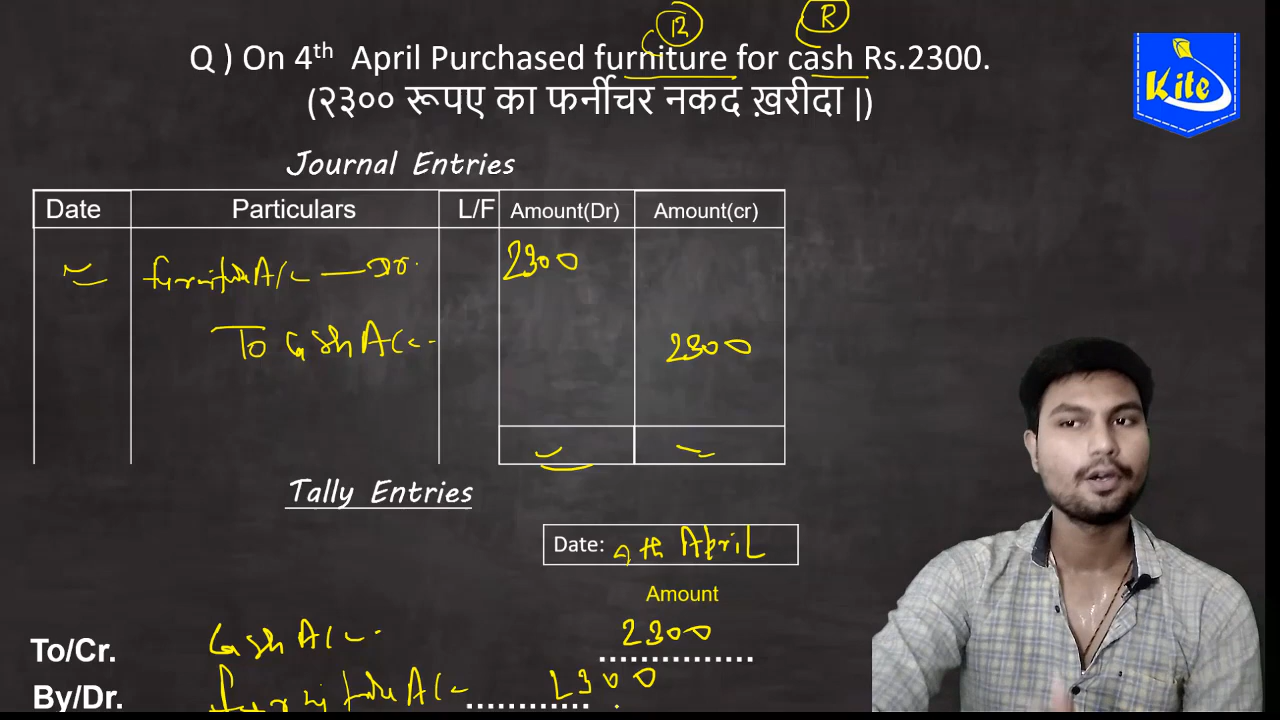 R R
Q ) On 4th April Purchased furniture for cash Rs.2300.
(२३०० रूपए का फर्नीचर नकद ख़रीदा |)
Kite
Journal Entries
Date Particulars L/F Amount(Dr) Amount(cr)
furniture A/c — Dr. 2300
To Cash A/c 2300
Tally Entries
Date: 4th April
Amount
To/Cr. Cash A/c 2300
By/Dr. furniture A/c 2300